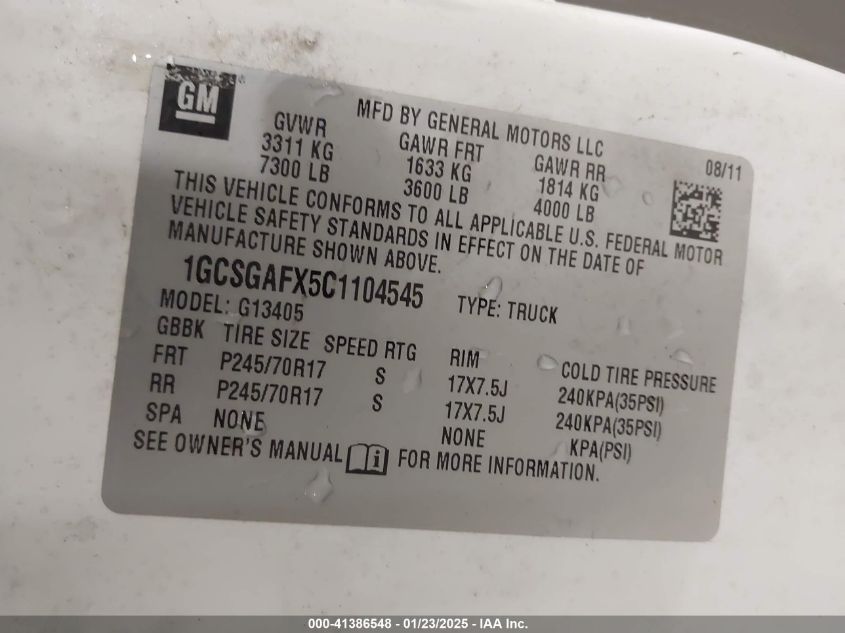 GM
MFD BY GENERAL MOTORS LLC
08/11
GVWR GAWR FRT GAWR RR
3311 KG 1633 KG 1814 KG
7300 LB 3600 LB 4000 LB
THIS VEHICLE CONFORMS TO ALL APPLICABLE U.S. FEDERAL MOTOR
VEHICLE SAFETY STANDARDS IN EFFECT ON THE DATE OF
MANUFACTURE SHOWN ABOVE.
1GCSGAFX5C1104545 TYPE: TRUCK
MODEL: G13405
GBBK TIRE SIZE SPEED RTG RIM COLD TIRE PRESSURE
FRT P245/70R17 S 17X7.5J 240KPA(35PSI)
RR P245/70R17 S 17X7.5J 240KPA(35PSI)
SPA NONE NONE KPA(PSI)
SEE OWNER'S MANUAL i FOR MORE INFORMATION.
000-41386548 - 01/23/2025 - IAA Inc.